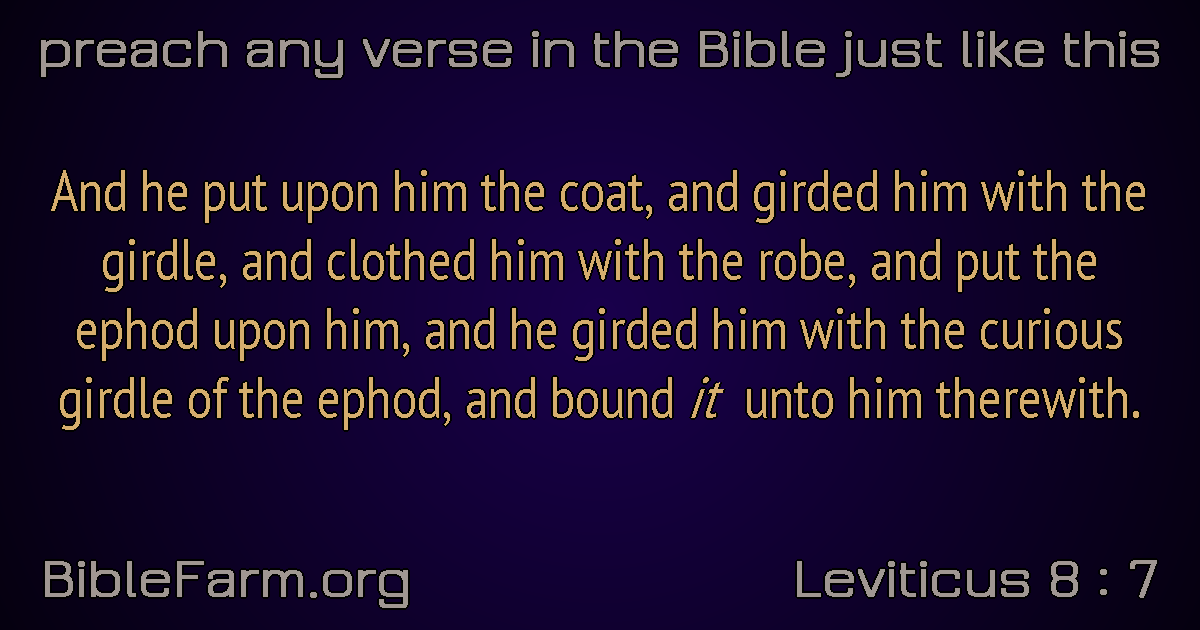 preach any verse in the Bible just like this
And he put upon him the coat, and girded him with the
girdle, and clothed him with the robe, and put the
ephod upon him, and he girded him with the curious
girdle of the ephod, and bound it unto him therewith.
BibleFarm.org
Leviticus 8 : 7